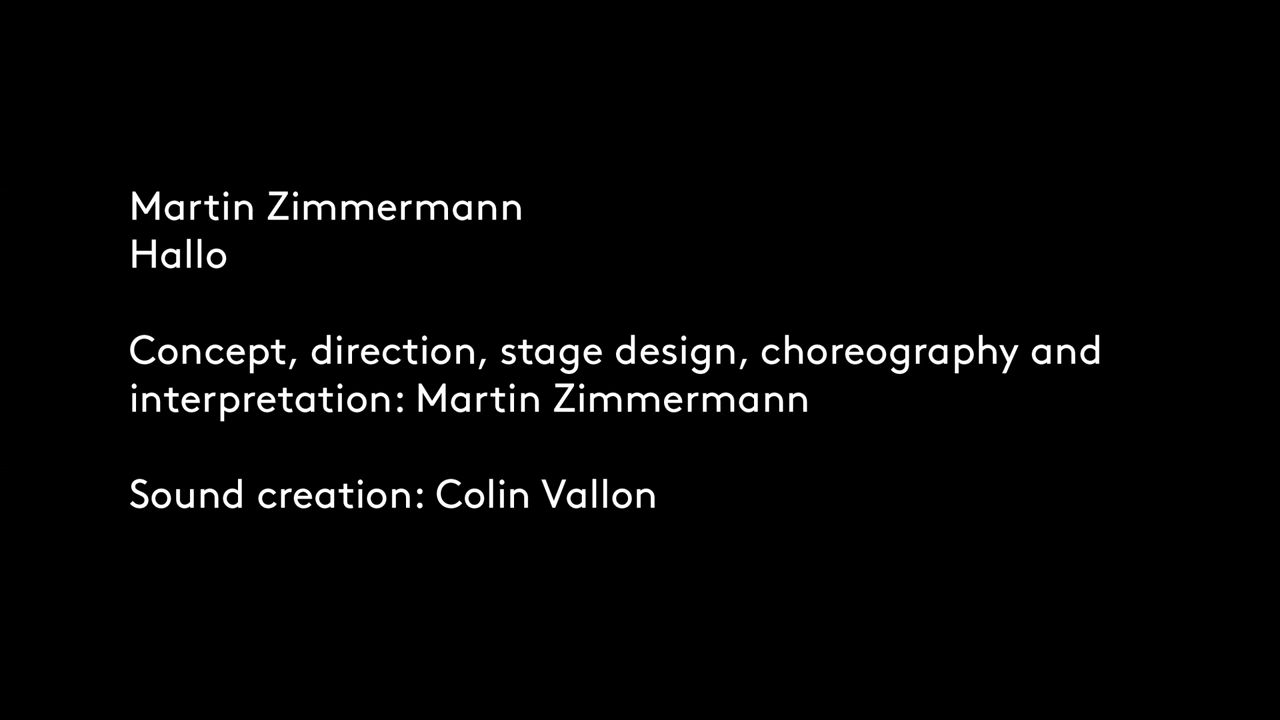 Martin Zimmermann
Hallo
Concept, direction, stage design, choreography and
interpretation: Martin Zimmermann
Sound creation: Colin Vallon